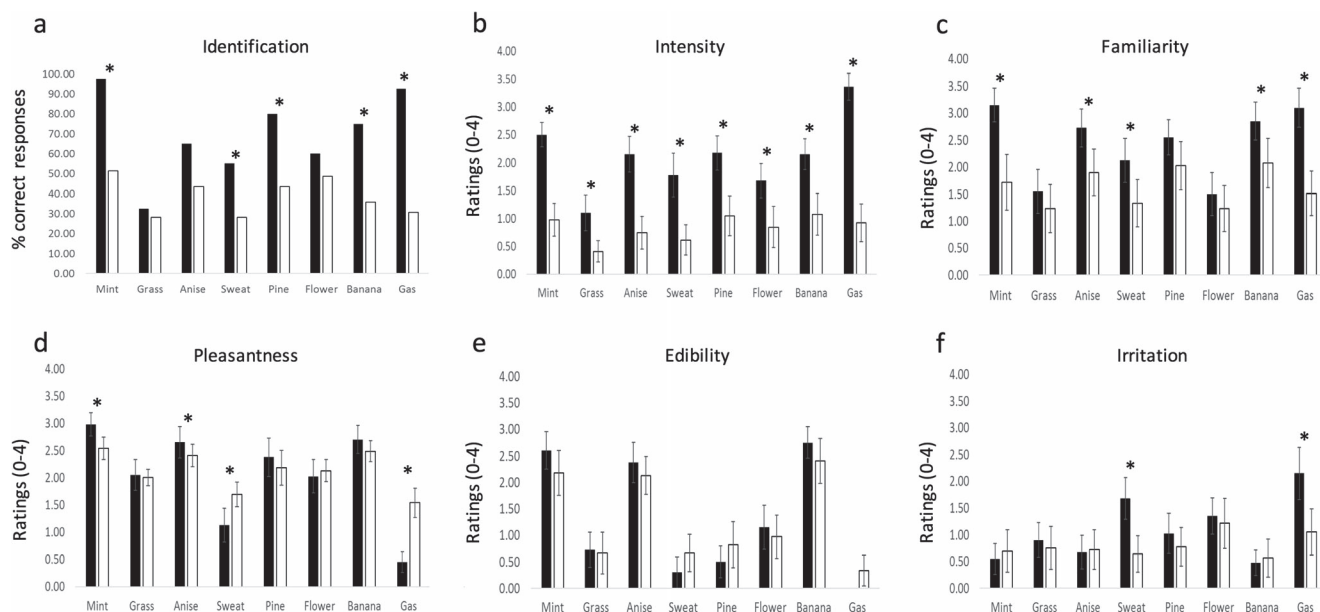 a
Identification
% correct responses
100.00
90.00
80.00
70.00
60.00
50.00
40.00
30.00
20.00
10.00
0.00
* * * * *
Mint Grass Anise Sweat Pine Flower Banana Gas
b
Intensity
Ratings (0-4)
4.00
3.50
3.00
2.50
2.00
1.50
1.00
0.50
0.00
* * * * * * * *
Mint Grass Anise Sweat Pine Flower Banana Gas
c
Familiarity
Ratings (0-4)
4.00
3.50
3.00
2.50
2.00
1.50
1.00
0.50
0.00
* * * * *
Mint Grass Anise Sweat Pine Flower Banana Gas
d
Pleasantness
Ratings (0-4)
4.00
3.50
3.00
2.50
2.00
1.50
1.00
0.50
0.00
* * * *
Mint Grass Anise Sweat Pine Flower Banana Gas
e
Edibility
Ratings (0-4)
4.00
3.50
3.00
2.50
2.00
1.50
1.00
0.50
0.00
Mint Grass Anise Sweat Pine Flower Banana Gas
f
Irritation
Ratings (0-4)
4.00
3.50
3.00
2.50
2.00
1.50
1.00
0.50
0.00
* *
Mint Grass Anise Sweat Pine Flower Banana Gas